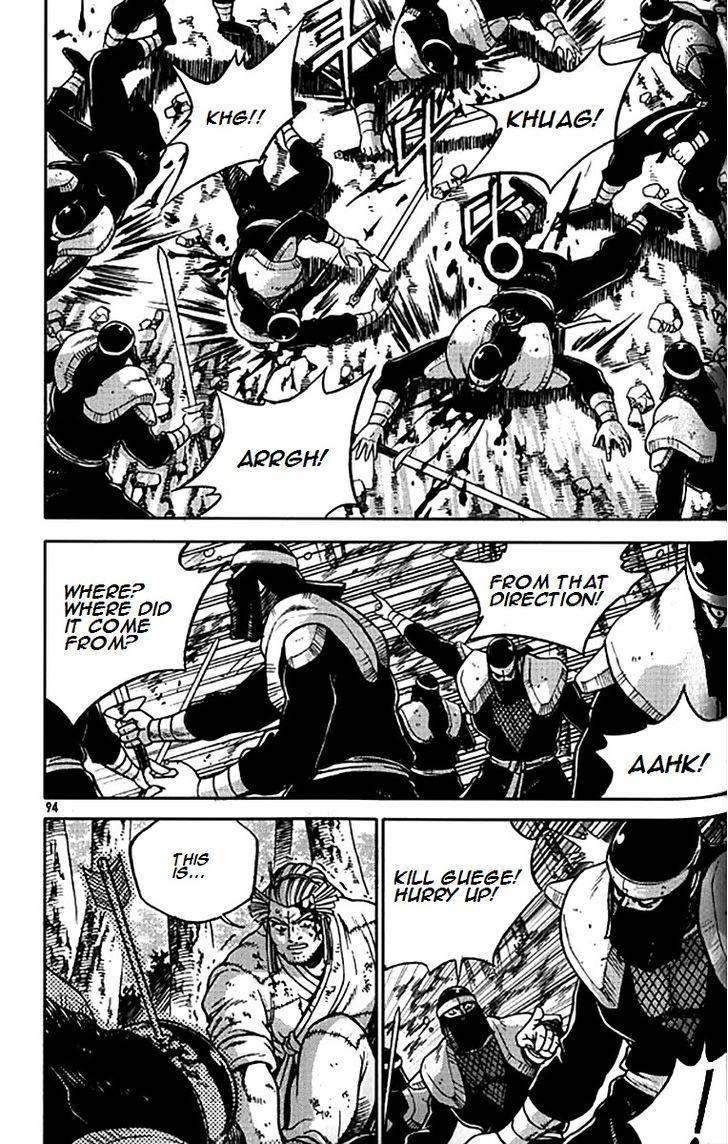 KHG!!
KHUAG!
ARRGH!
WHERE?
WHERE DID
IT COME
FROM?
FROM THAT
DIRECTION!
AAHK!
94
THIS
IS...
KILL GUEGE!
HURRY UP!